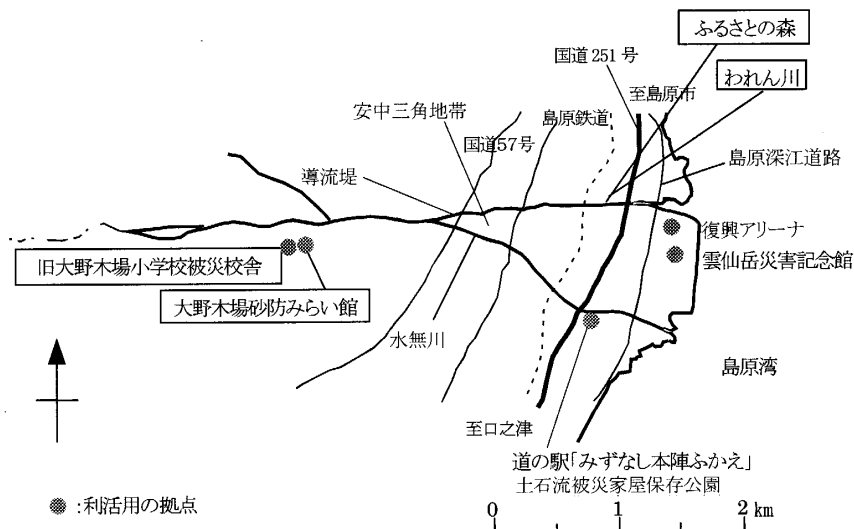 ふるさとの森
国道251号
われん川
至島原市
安中三角地帯
島原鉄道
国道57号
島原深江道路
導流堤
復興アリーナ
旧大野木場小学校被災校舎
雲仙岳災害記念館
大野木場砂防みらい館
水無川
島原湾
至口之津
道の駅「みずなし本陣ふかえ」
土石流被災家屋保存公園
:利活用の拠点
0 1 2 km